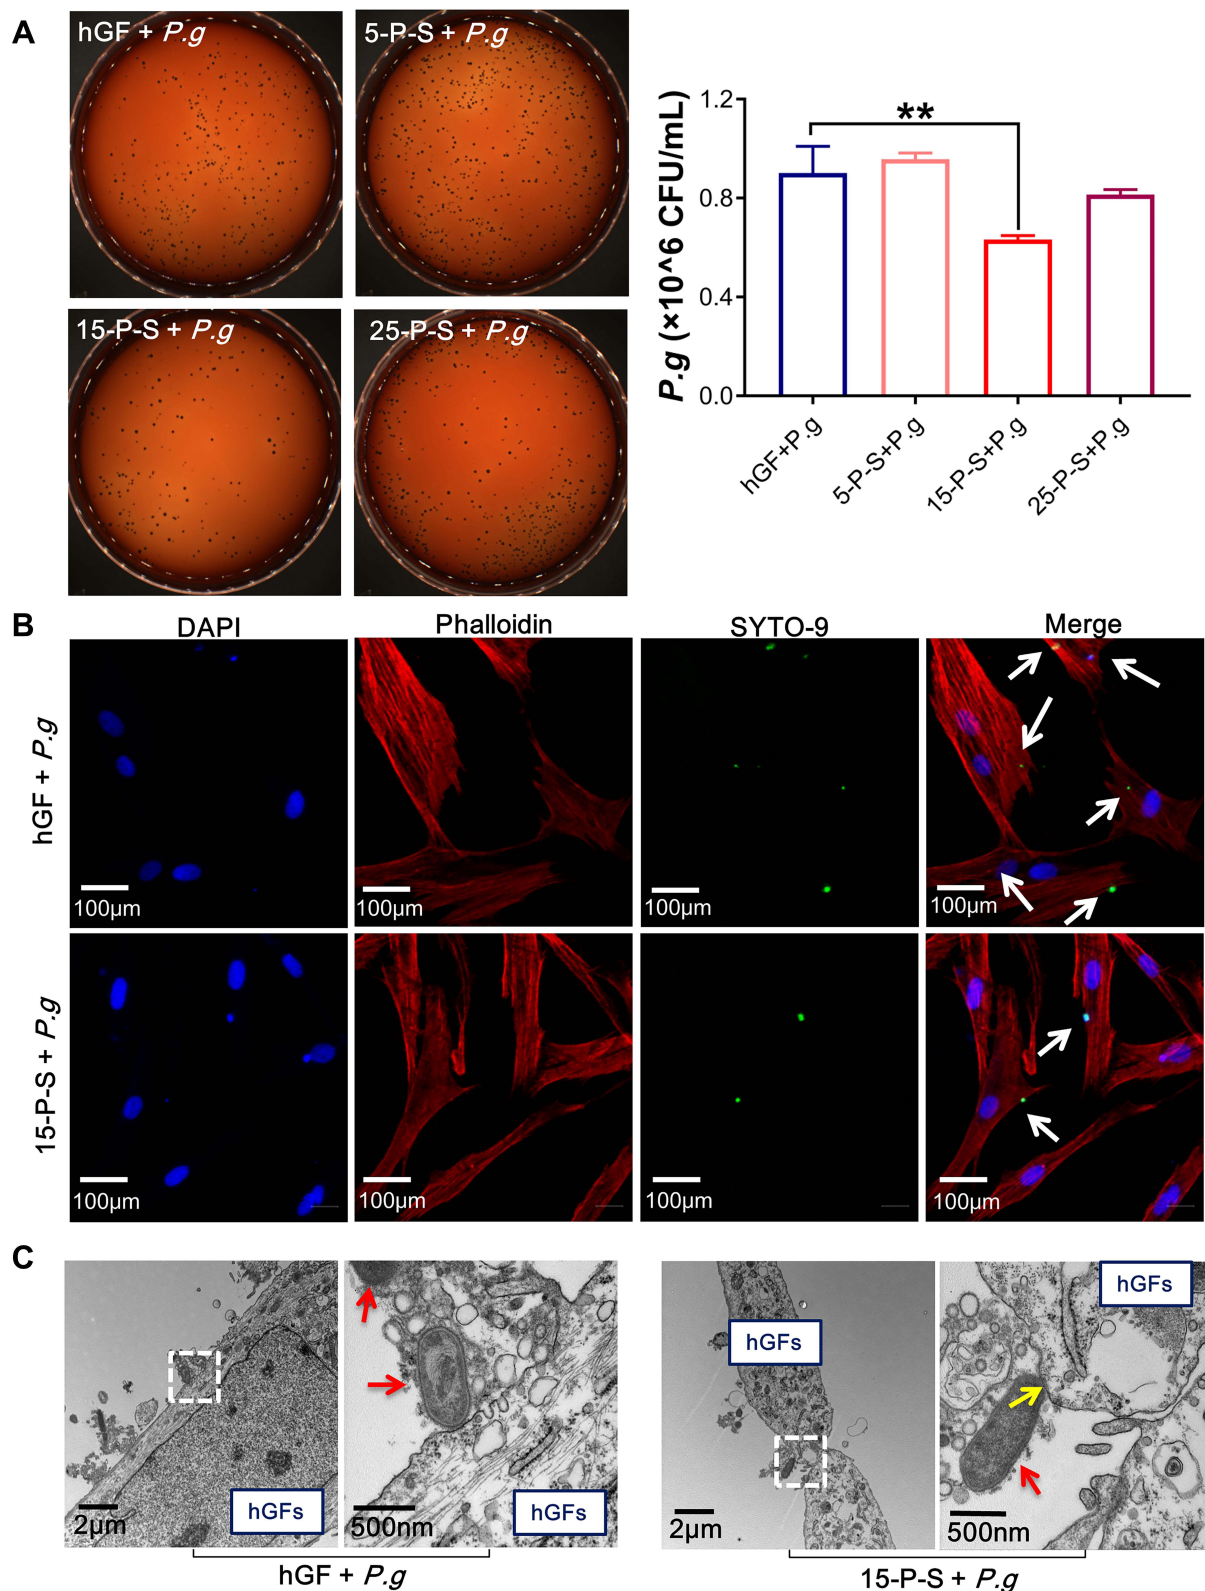 A
hGF + P.g
5-P-S + P.g
15-P-S + P.g
25-P-S + P.g
P.g (×10^6 CFU/mL)
1.2
0.8
0.4
0.0
**
hGF+P.g
5-P-S+P.g
15-P-S+P.g
25-P-S+P.g
B
DAPI
Phalloidin
SYTO-9
Merge
hGF + P.g
100μm
100μm
100μm
100μm
15-P-S + P.g
100μm
100μm
100μm
100μm
C
hGFs
2μm
hGFs
500nm
hGF + P.g
hGFs
2μm
hGFs
500nm
15-P-S + P.g